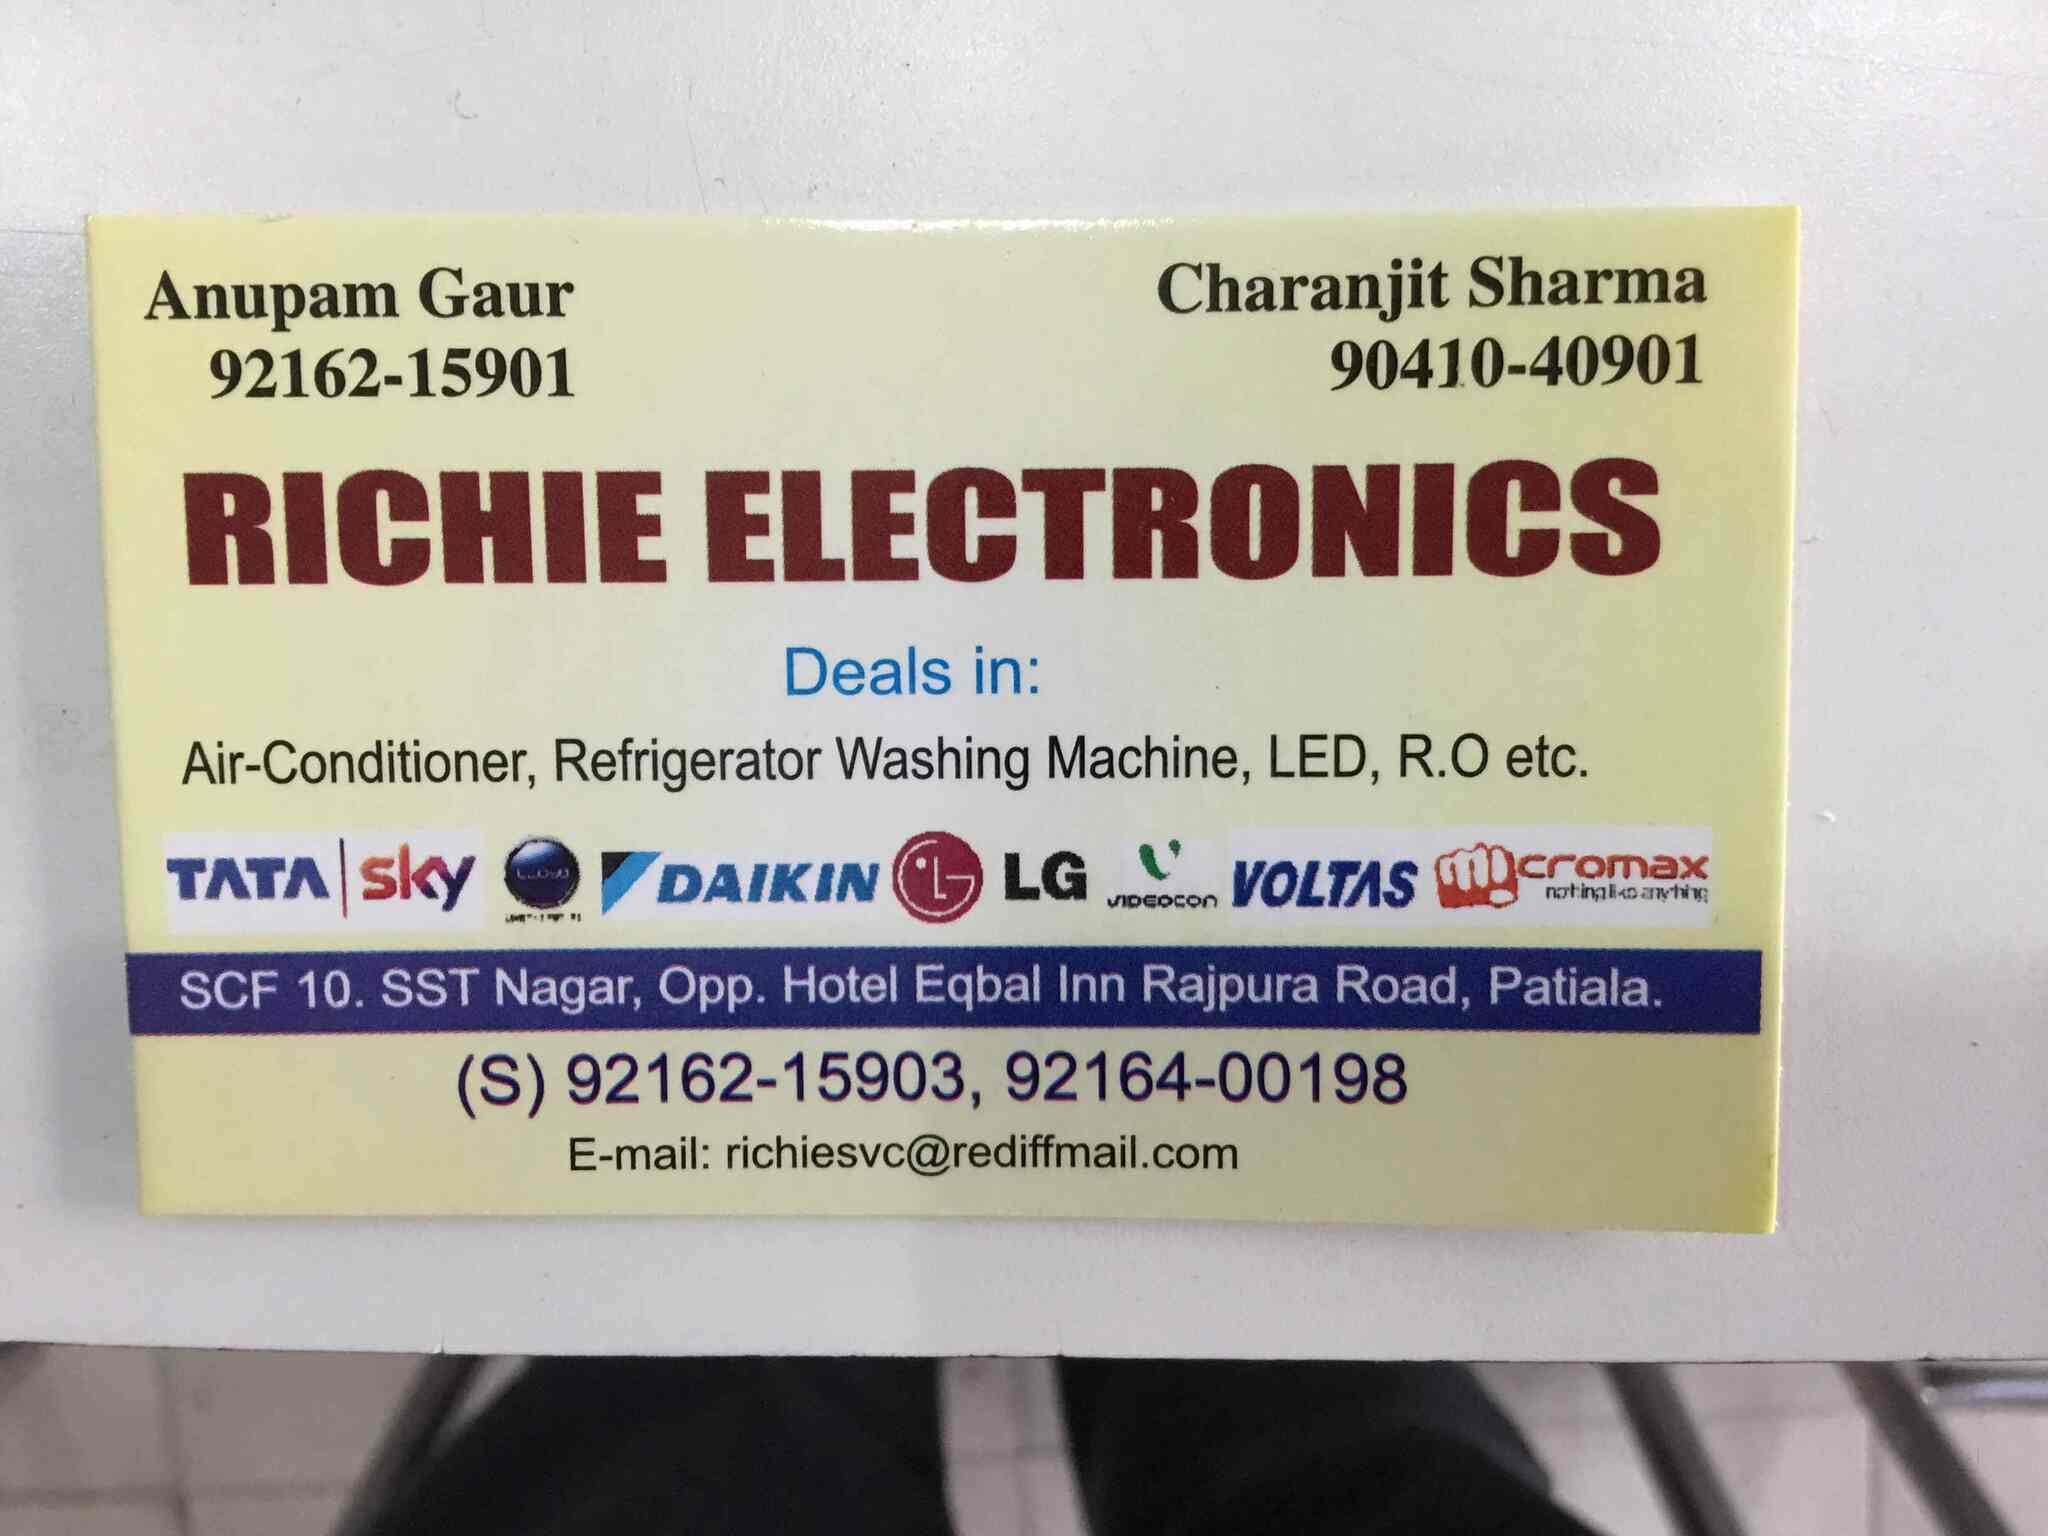 Anupam Gaur
92162-15901
Charanjit Sharma
90410-40901
RICHIE ELECTRONICS
Deals in:
Air-Conditioner, Refrigerator Washing Machine, LED, R.O etc.
TATA sky LLOYD DAIKIN LG LG VIDEOCON VOLTAS micromax
nothing like anything
SCF 10. SST Nagar, Opp. Hotel Eqbal Inn Rajpura Road, Patiala.
(S) 92162-15903, 92164-00198
E-mail: richiesvc@rediffmail.com